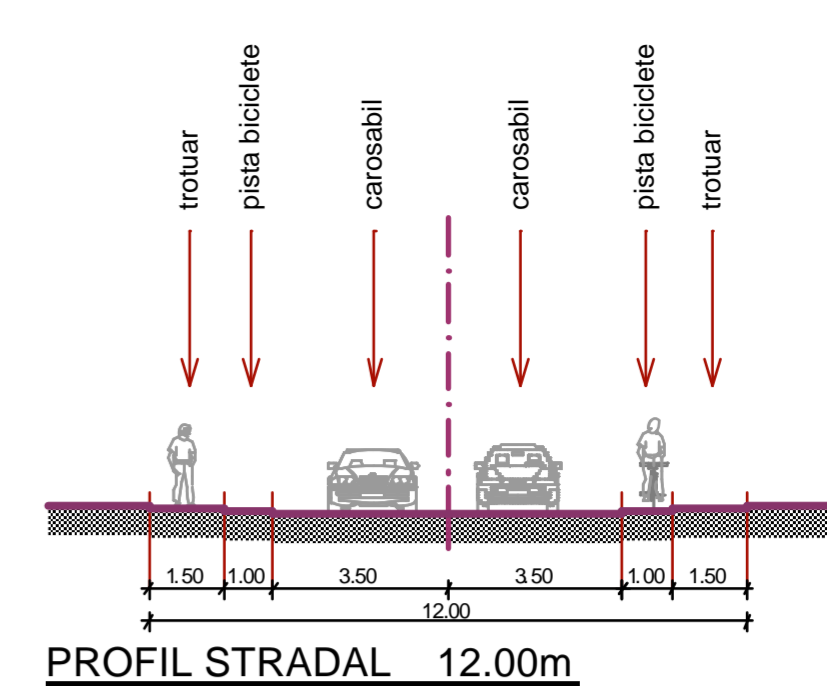 trotuar
pista biciclete
carosabil
carosabil
pista biciclete
trotuar
1.50 1.00 3.50 3.50 1.00 1.50
12.00
PROFIL STRADAL 12.00m